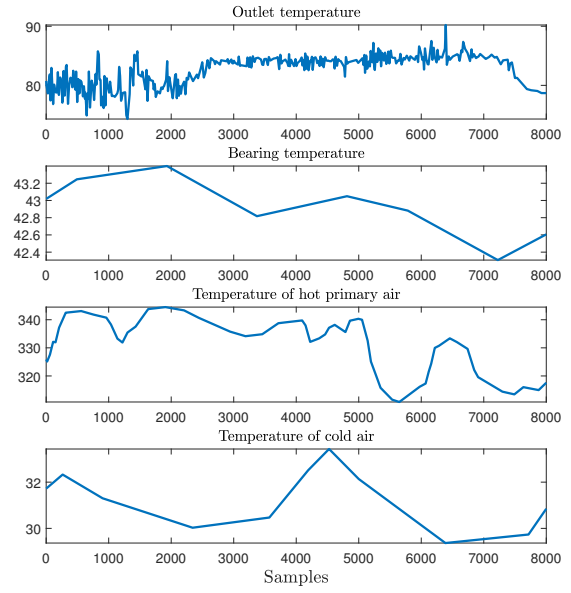 Outlet temperature
90
80
0 1000 2000 3000 4000 5000 6000 7000 8000
Bearing temperature
43.2
43
42.8
42.6
42.4
0 1000 2000 3000 4000 5000 6000 7000 8000
Temperature of hot primary air
340
330
320
0 1000 2000 3000 4000 5000 6000 7000 8000
Temperature of cold air
32
30
0 1000 2000 3000 4000 5000 6000 7000 8000
Samples